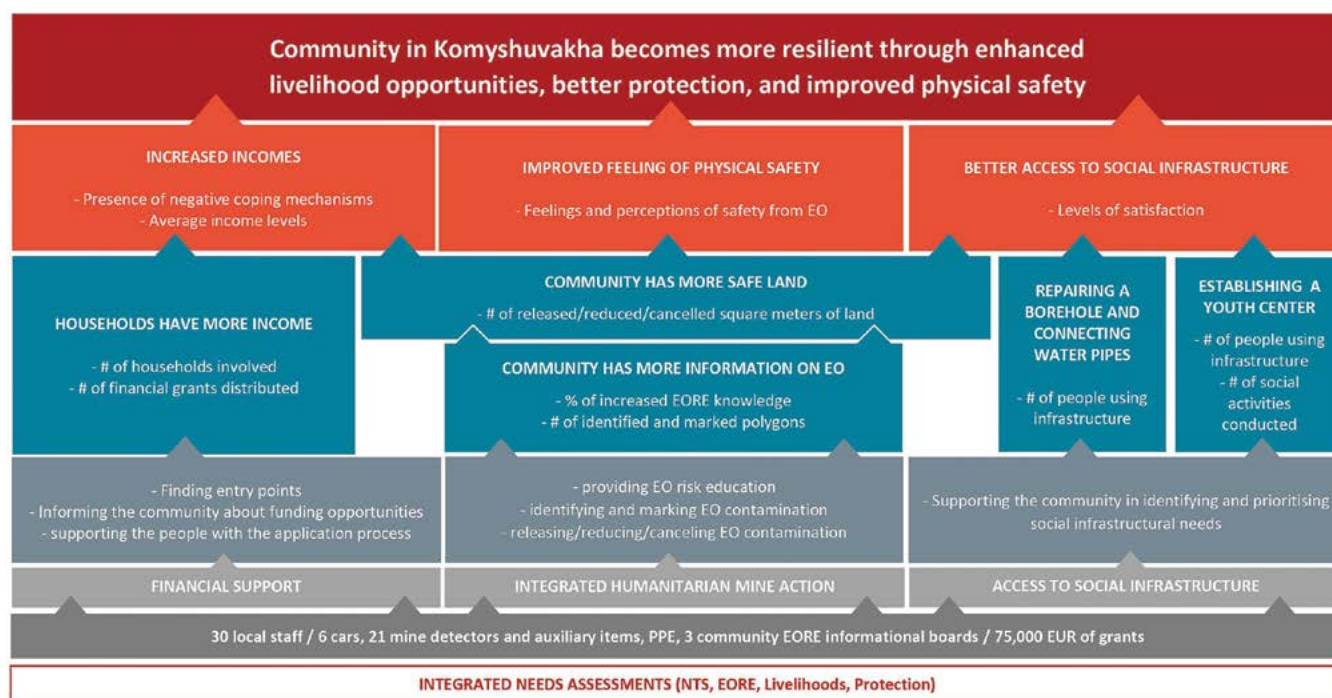 Community in Komyshuvakha becomes more resilient through enhanced
livelihood opportunities, better protection, and improved physical safety
INCREASED INCOMES
- Presence of negative coping mechanisms
- Average income levels
IMPROVED FEELING OF PHYSICAL SAFETY
- Feelings and perceptions of safety from EO
BETTER ACCESS TO SOCIAL INFRASTRUCTURE
- Levels of satisfaction
HOUSEHOLDS HAVE MORE INCOME
- # of households involved
- # of financial grants distributed
COMMUNITY HAS MORE SAFE LAND
- # of released/reduced/cancelled square meters of land
COMMUNITY HAS MORE INFORMATION ON EO
- % of increased EORE knowledge
- # of identified and marked polygons
REPAIRING A
BOREHOLE AND
CONNECTING
WATER PIPES
- # of people using
infrastructure
ESTABLISHING A
YOUTH CENTER
- # of people using
infrastructure
- # of social
activities
conducted
- Finding entry points
- Informing the community about funding opportunities
- supporting the people with the application process
- providing EO risk education
- identifying and marking EO contamination
- releasing/reducing/canceling EO contamination
- Supporting the community in identifying and prioritising
social infrastructural needs
FINANCIAL SUPPORT
INTEGRATED HUMANITARIAN MINE ACTION
ACCESS TO SOCIAL INFRASTRUCTURE
30 local staff / 6 cars, 21 mine detectors and auxiliary items, PPE, 3 community EORE informational boards / 75,000 EUR of grants
INTEGRATED NEEDS ASSESSMENTS (NTS, EORE, Livelihoods, Protection)